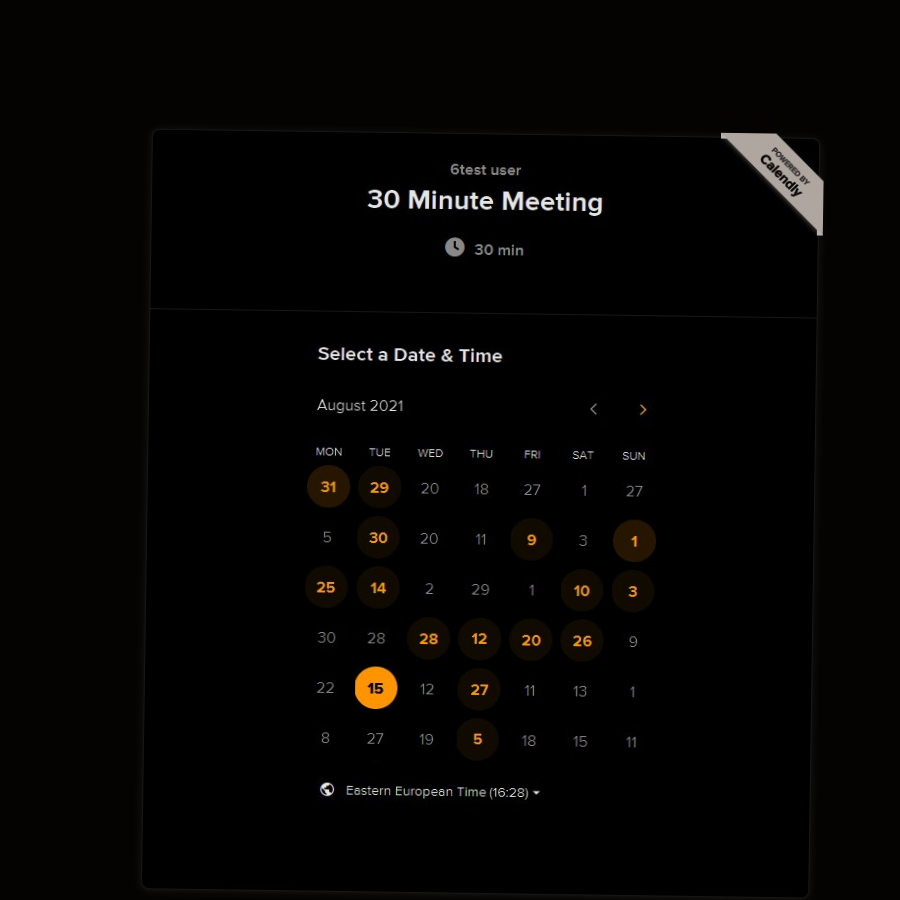 POWERED BY
Calendly
6test user
30 Minute Meeting
30 min
Select a Date & Time
August 2021
MON TUE WED THU FRI SAT SUN
31 29 20 18 27 1 27
5 30 20 11 9 3 1
25 14 2 29 1 10 3
30 28 28 12 20 26 9
22 15 12 27 11 13 1
8 27 19 5 18 15 11
Eastern European Time (16:28)